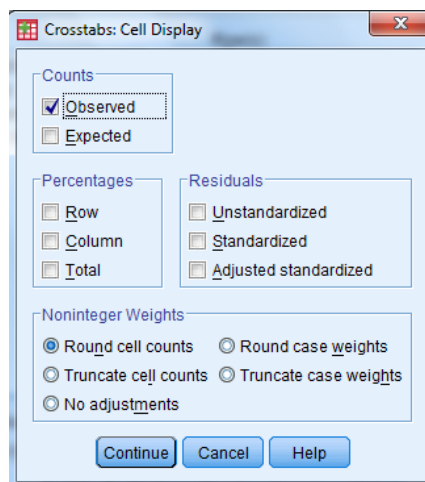 Crosstabs: Cell Display
Counts
Observed
Expected
Percentages
Row
Column
Total
Residuals
Unstandardized
Standardized
Adjusted standardized
Noninteger Weights
Round cell counts
Round case weights
Truncate cell counts
Truncate case weights
No adjustments
Continue
Cancel
Help